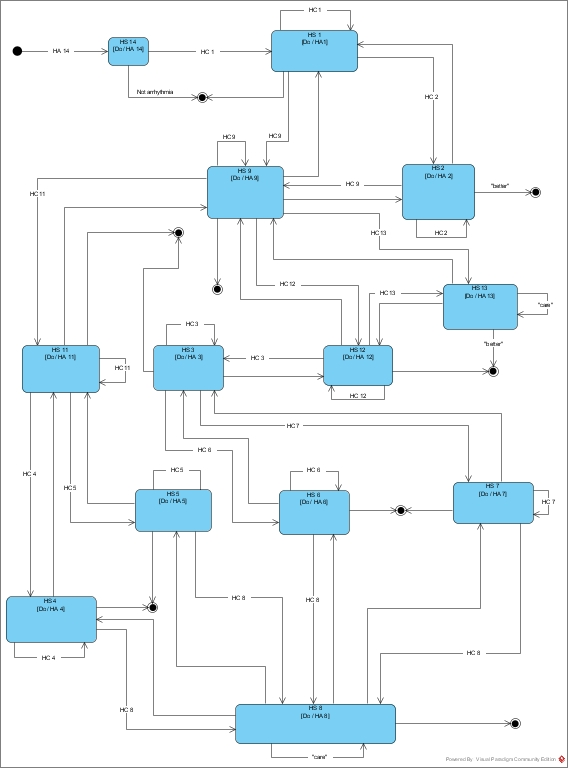 HC 1
HS 1
[Do / HA1]
HS 14
[Do / HA 14]
HA 14
HC 1
Not arrhythmia
HC 2
HC 9
HC 9
HS 9
[Do / HA 9]
HS 2
[Do / HA 2]
HC 9
"better"
HC 11
HC 2
HC 13
HC 12
HC 13
HS 13
[Do / HA 13]
"care"
HC 3
"better"
HS 11
[Do / HA 11]
HS 3
[Do / HA 3]
HC 3
HS 12
[Do / HA 12]
HC 11
HC 12
HC 7
HC 6
HC 4
HC 5
HC 5
HC 6
HS 5
[Do / HA 5]
HS 6
[Do / HA 6]
HS 7
[Do / HA 7]
HC 7
HS 4
[Do / HA 4]
HC 8
HC 8
HC 4
HC 8
HC 8
HS 8
[Do / HA 8]
"care"
Powered By Visual Paradigm Community Edition